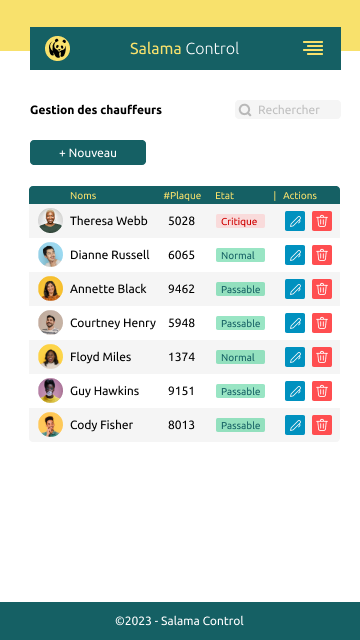 Salama Control
Gestion des chauffeurs
Rechercher
+ Nouveau
Noms #Plaque Etat | Actions
Theresa Webb 5028 Critique
Dianne Russell 6065 Normal
Annette Black 9462 Passable
Courtney Henry 5948 Passable
Floyd Miles 1374 Normal
Guy Hawkins 9151 Passable
Cody Fisher 8013 Passable
©2023 - Salama Control